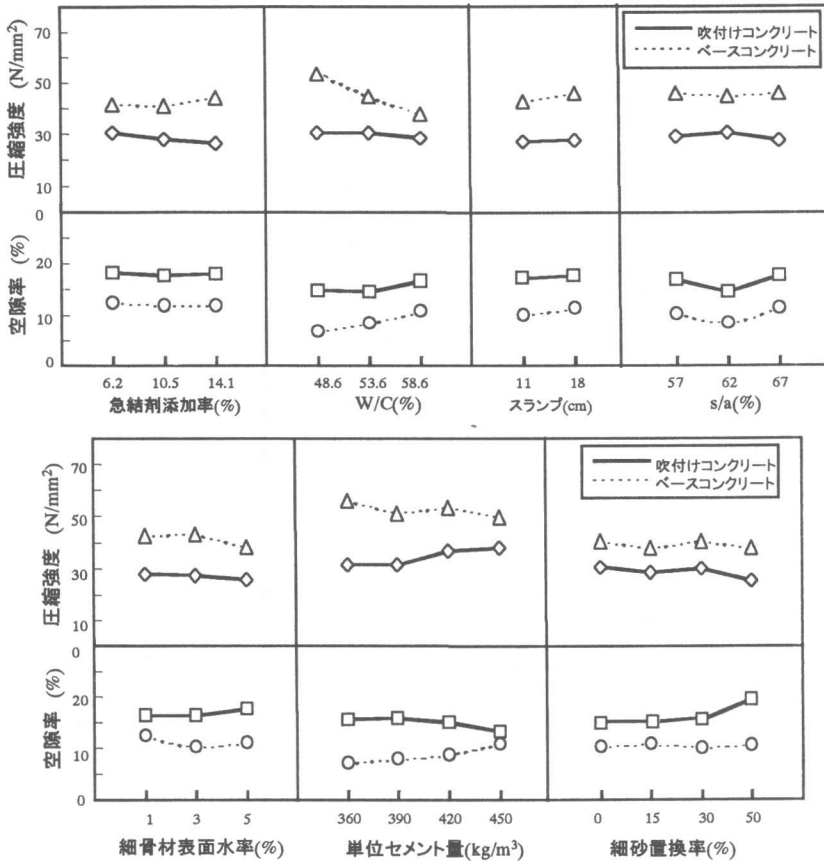 70
50
30
10
0
圧縮強度 (N/mm²)
吹付けコンクリート
ベースコンクリート
20
10
0
空隙率 (%)
6.2 10.5 14.1
急結剤添加率(%)
48.6 53.6 58.6
W/C(%)
11 18
スランプ(cm)
57 62 67
s/a(%)
70
50
30
10
0
圧縮強度 (N/mm²)
吹付けコンクリート
ベースコンクリート
20
10
0
空隙率 (%)
1 3 5
細骨材表面水率(%)
360 390 420 450
単位セメント量(kg/m³)
0 15 30 50
細砂置換率(%)